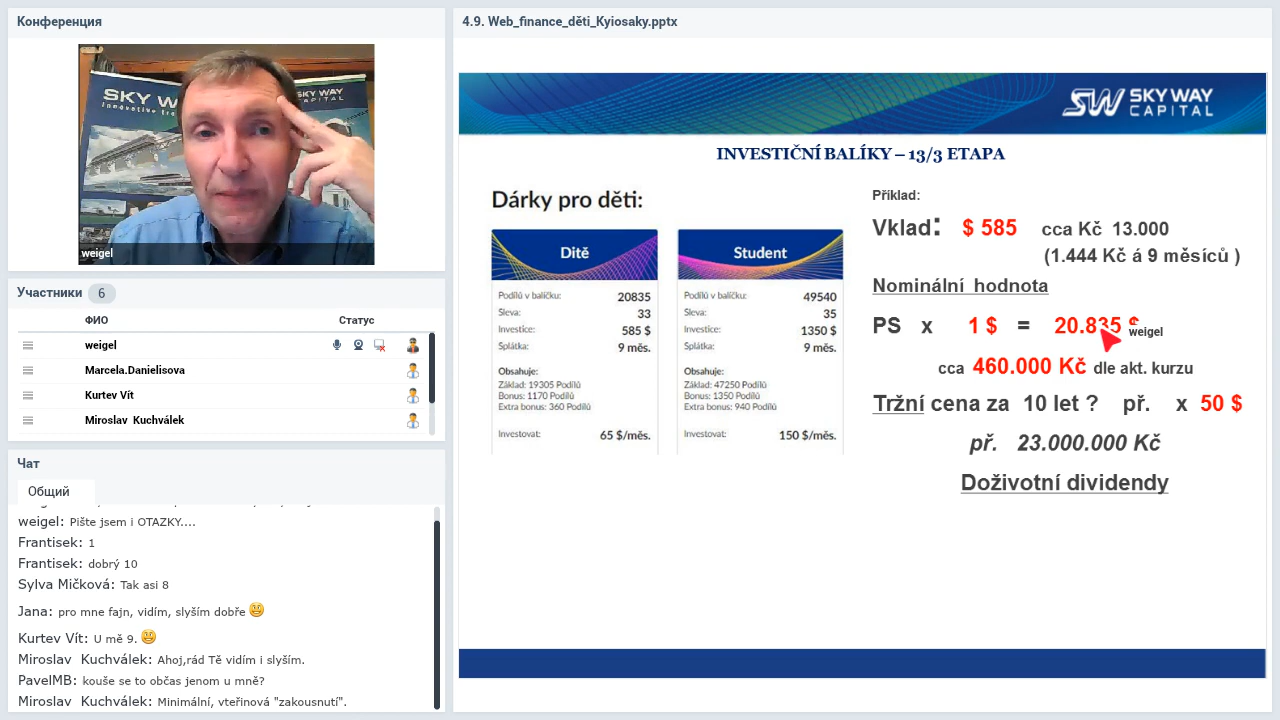 Конференция
SKY W
Innovative tra
SKY WAY
CAPITAL
weigel
Участники 6
ФИО Статус
weigel
Marcela.Danielisova
Kurtev Vít
Miroslav Kuchválek
Чат
Общий
weigel: Pište jsem i OTAZKY....
Frantisek: 1
Frantisek: dobrý 10
Sylva Mičková: Tak asi 8
Jana: pro mne fajn, vidím, slyším dobře
Kurtev Vít: U mě 9.
Miroslav Kuchválek: Ahoj,rád Tě vidím i slyším.
PavelMB: kouše se to občas jenom u mně?
Miroslav Kuchválek: Minimální, vteřinová "zakousnutí".
4.9. Web_finance_děti_Kyiosaky.pptx
SW SKY WAY
CAPITAL
INVESTIČNÍ BALÍKY – 13/3 ETAPA
Dárky pro děti:
Ditě
Podílů v balíčku: 20835
Sleva: 33
Investice: 585 $
Splátka: 9 měs.
Obsahuje:
Základ: 19305 Podílů
Bonus: 1170 Podílů
Extra bonus: 360 Podílů
Investovat: 65 $/měs.
Student
Podílů v balíčku: 49540
Sleva: 35
Investice: 1350 $
Splátka: 9 měs.
Obsahuje:
Základ: 47250 Podílů
Bonus: 1350 Podílů
Extra bonus: 940 Podílů
Investovat: 150 $/měs.
Příklad:
Vklad: $ 585 cca Kč 13.000
(1.444 Kč á 9 měsíců )
Nominální hodnota
PS x 1 $ = 20.835 $
weigel
cca 460.000 Kč dle akt. kurzu
Tržní cena za 10 let ? př. x 50 $
př. 23.000.000 Kč
Doživotní dividendy